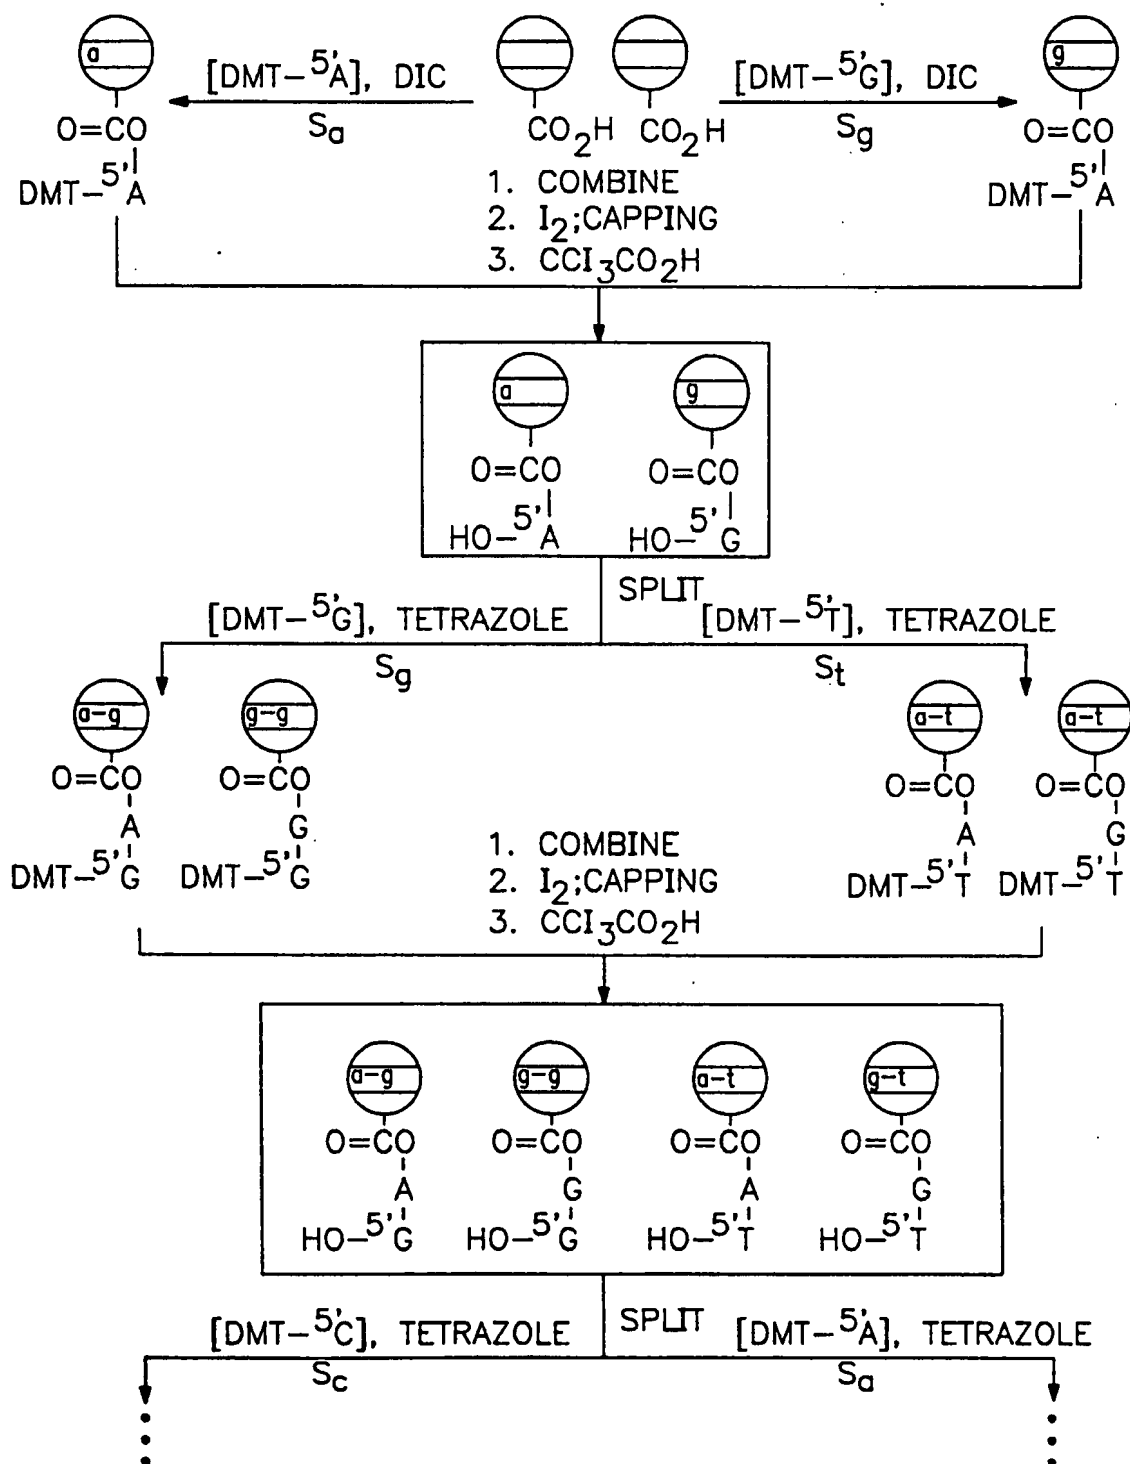 a
g
[DMT-5'A], DIC
[DMT-5'G], DIC
Sa
Sg
O=CO
CO2H
CO2H
O=CO
DMT-5'A
DMT-5'A
1. COMBINE
2. I2;CAPPING
3. CCI3CO2H
a
g
O=CO
O=CO
HO-5'A
HO-5'G
SPLIT
[DMT-5'G], TETRAZOLE
[DMT-5'T], TETRAZOLE
Sg
St
a-g
g-g
a-t
a-t
O=CO
O=CO
O=CO
O=CO
A
G
A
G
DMT-5'G
DMT-5'G
DMT-5'T
DMT-5'T
1. COMBINE
2. I2;CAPPING
3. CCI3CO2H
a-g
g-g
a-t
g-t
O=CO
O=CO
O=CO
O=CO
A
G
A
G
HO-5'G
HO-5'G
HO-5'T
HO-5'T
SPLIT
[DMT-5'C], TETRAZOLE
[DMT-5'A], TETRAZOLE
Sc
Sa